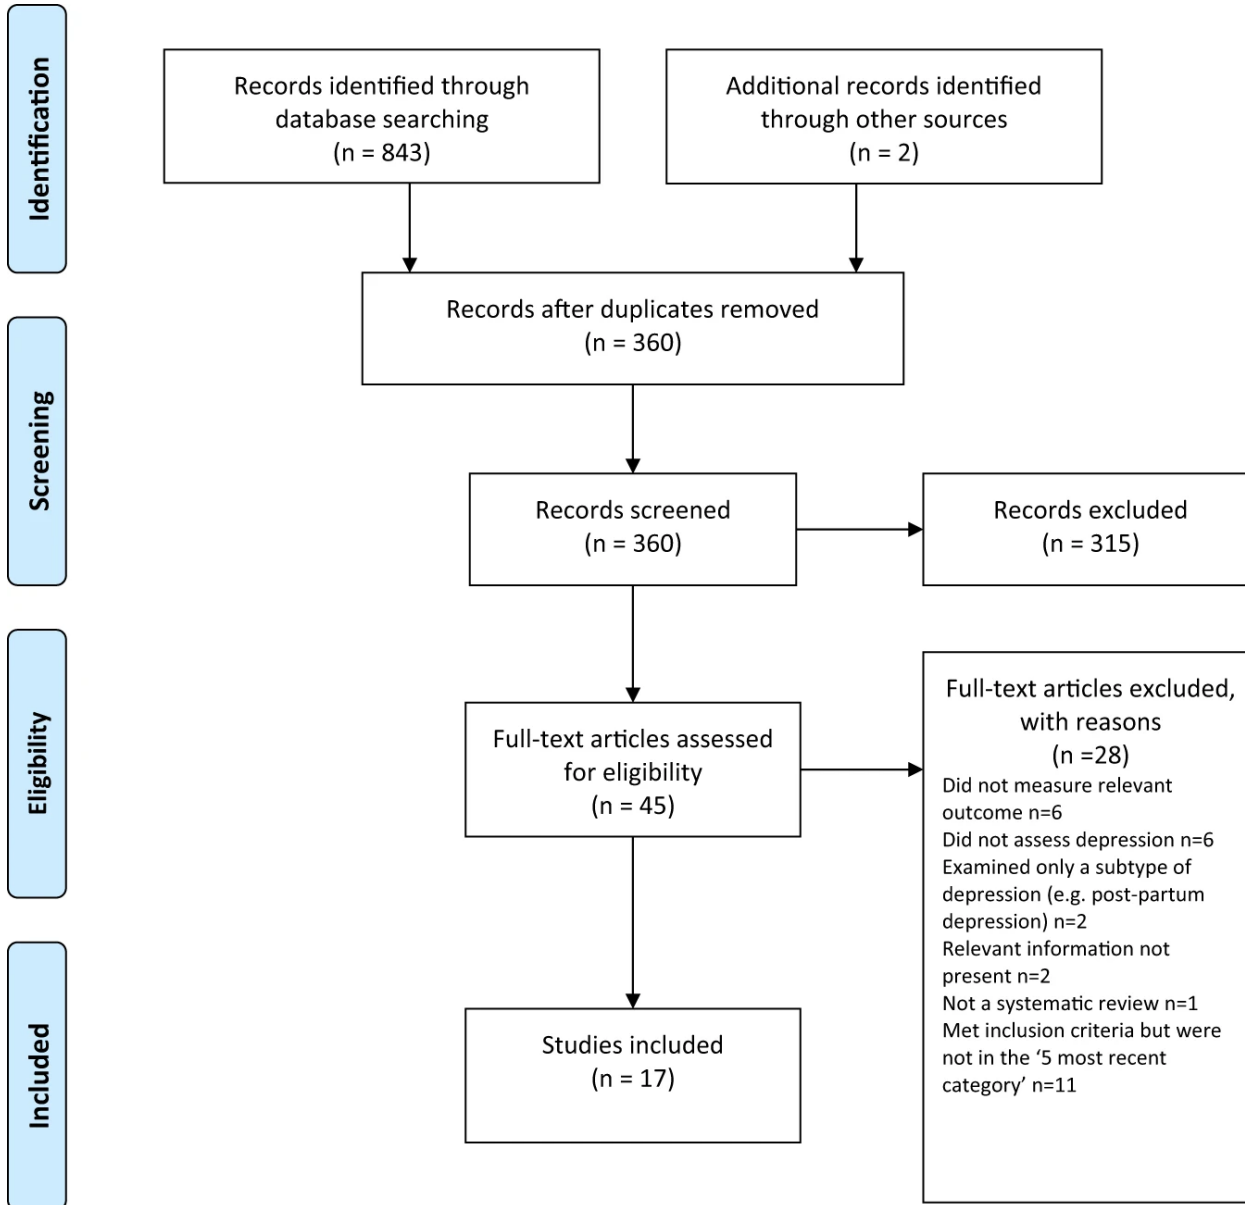 Identification
Records identified through
database searching
(n = 843)
Additional records identified
through other sources
(n = 2)
Records after duplicates removed
(n = 360)
Screening
Records screened
(n = 360)
Records excluded
(n = 315)
Eligibility
Full-text articles assessed
for eligibility
(n = 45)
Full-text articles excluded,
with reasons
(n =28)
Did not measure relevant
outcome n=6
Did not assess depression n=6
Examined only a subtype of
depression (e.g. post-partum
depression) n=2
Relevant information not
present n=2
Not a systematic review n=1
Met inclusion criteria but were
not in the ‘5 most recent
category’ n=11
Included
Studies included
(n = 17)